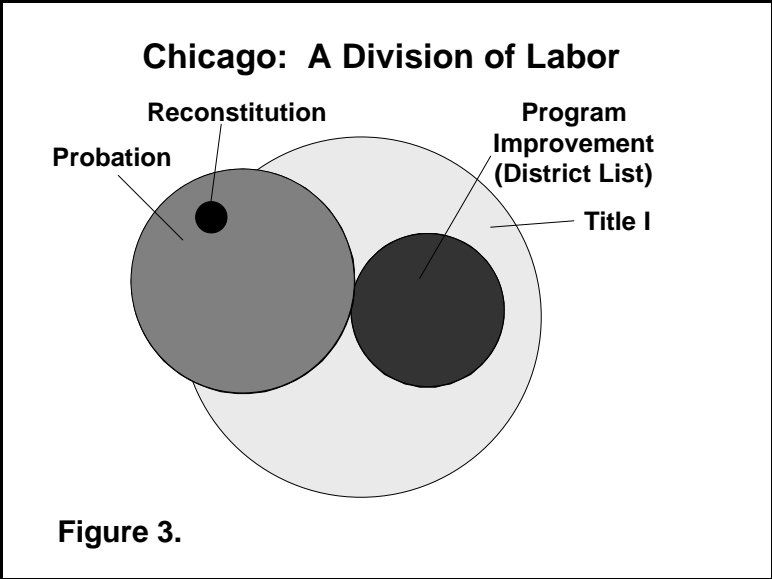 Chicago:  A Division of Labor
Reconstitution
Probation
Program
Improvement
(District List)
Title I
Figure 3.